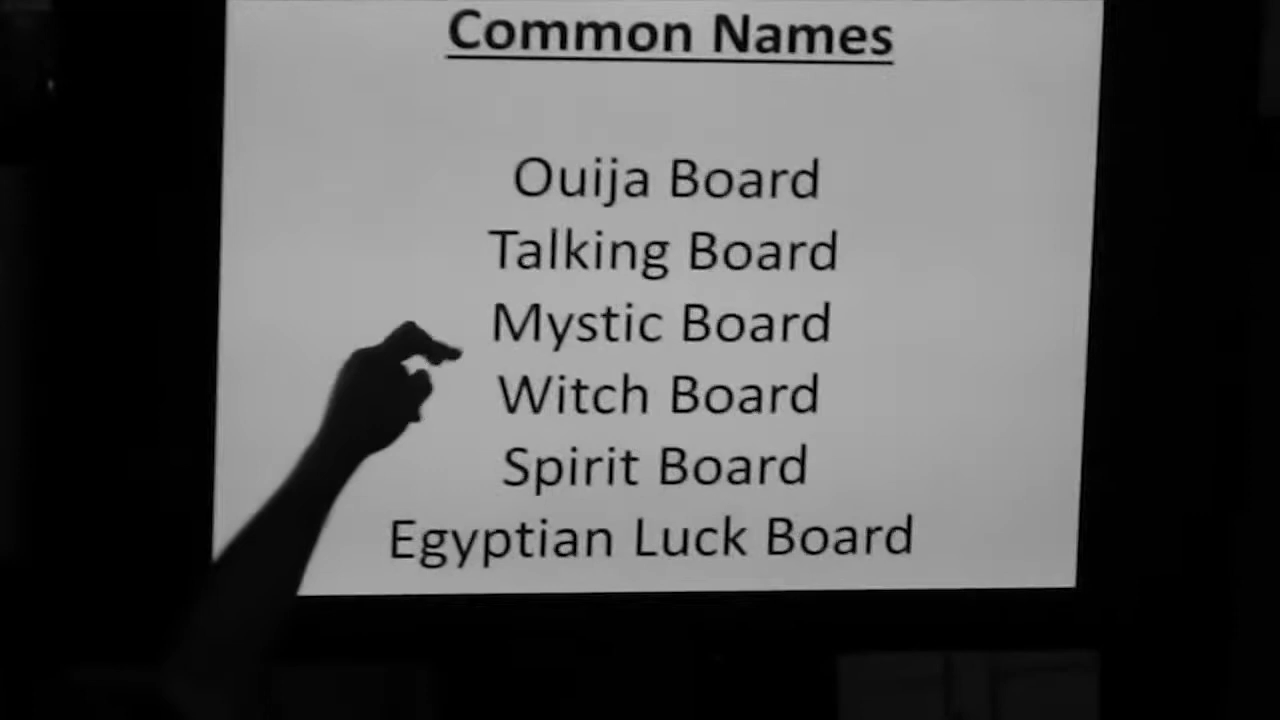 Common Names
Ouija Board
Talking Board
Mystic Board
Witch Board
Spirit Board
Egyptian Luck Board